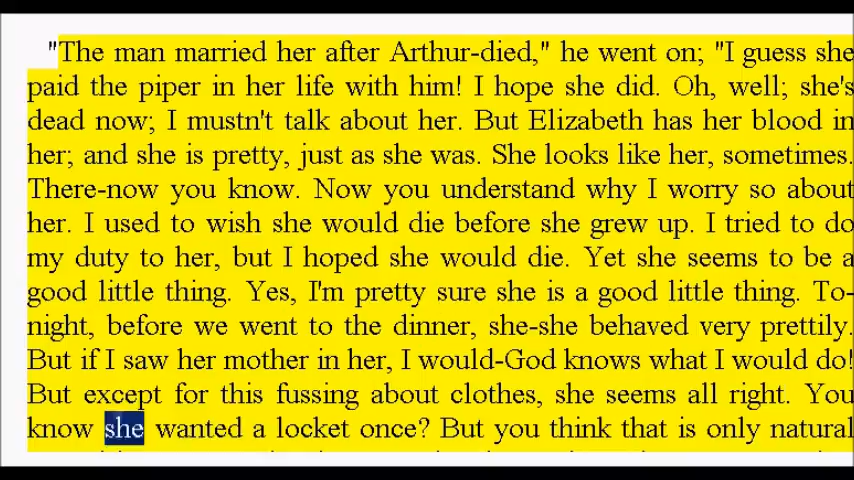 "The man married her after Arthur-died," he went on; "I guess she
paid the piper in her life with him! I hope she did. Oh, well; she's
dead now; I mustn't talk about her. But Elizabeth has her blood in
her; and she is pretty, just as she was. She looks like her, sometimes.
There-now you know. Now you understand why I worry so about
her. I used to wish she would die before she grew up. I tried to do
my duty to her, but I hoped she would die. Yet she seems to be a
good little thing. Yes, I'm pretty sure she is a good little thing. To-
night, before we went to the dinner, she-she behaved very prettily.
But if I saw her mother in her, I would-God knows what I would do!
But except for this fussing about clothes, she seems all right. You
know she wanted a locket once? But you think that is only natural